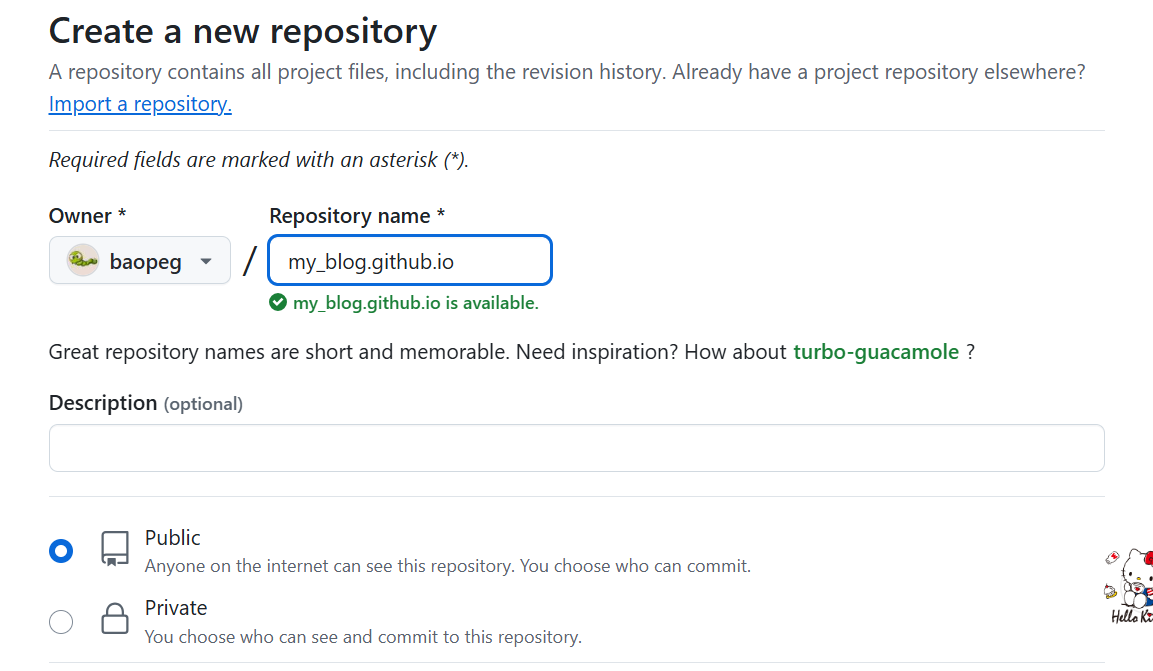 Create a new repository
A repository contains all project files, including the revision history. Already have a project repository elsewhere?
Import a repository.
Required fields are marked with an asterisk (*).
Owner * Repository name *
baopeg / my_blog.github.io
my_blog.github.io is available.
Great repository names are short and memorable. Need inspiration? How about turbo-guacamole ?
Description (optional)
Public
Anyone on the internet can see this repository. You choose who can commit.
Private
You choose who can see and commit to this repository.
Hello Ki